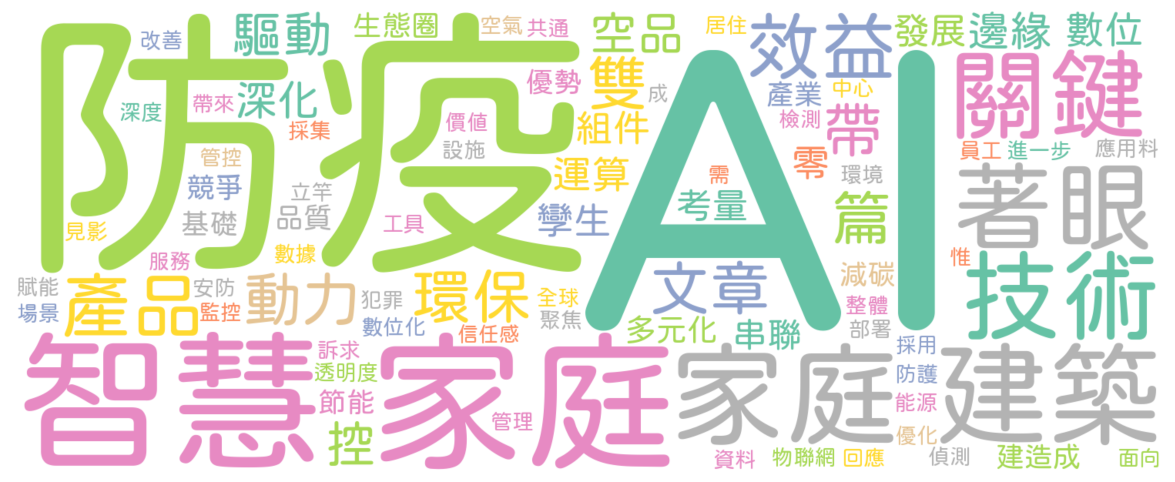 防疫
AI
改善
驅動
生態圈
空氣
共通
空品
居住
效益
發展
邊緣
數位
深度
帶來
深化
採集
優勢
雙
成
產業
中心
檢測
帶
關鍵
價值
設施
組件
管控
競爭
立竿
運算
零
員工
進一步
應用料
環境
需
基礎
品質
見影
工具
孿生
考量
篇
著眼
服務
數據
惟
賦能
場景
產品
安防
監控
動力
犯罪
數位化
環保
信任感
全球
聚焦
文章
減碳
整體
部署
技術
多元化
串聯
智慧家庭
訴求
透明度
節能
控
管理
家庭
採用
防護
能源
優化
建築
資料
物聯網
回應
偵測
建造成
面向